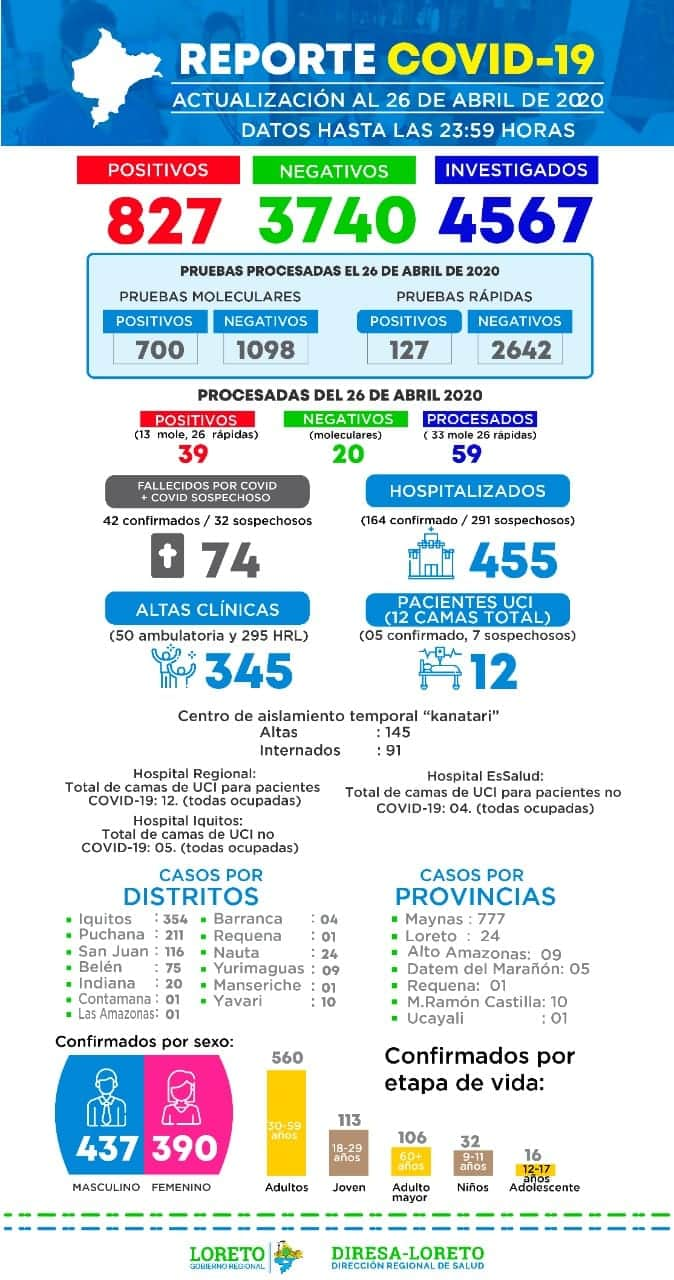 REPORTE COVID-19
ACTUALIZACIÓN AL 26 DE ABRIL DE 2020
DATOS HASTA LAS 23:59 HORAS
POSITIVOS NEGATIVOS INVESTIGADOS
827 3740 4567
PRUEBAS PROCESADAS EL 26 DE ABRIL DE 2020
PRUEBAS MOLECULARES PRUEBAS RÁPIDAS
POSITIVOS NEGATIVOS POSITIVOS NEGATIVOS
700 1098 127 2642
PROCESADAS DEL 26 DE ABRIL 2020
POSITIVOS NEGATIVOS PROCESADOS
(13 mole, 26 rápidas) (moleculares) ( 33 mole 26 rápidas)
39 20 59
FALLECIDOS POR COVID
+ COVID SOSPECHOSO
42 confirmados / 32 sospechosos
74
HOSPITALIZADOS
(164 confirmado / 291 sospechosos)
455
ALTAS CLÍNICAS
(50 ambulatoria y 295 HRL)
345
PACIENTES UCI
(12 CAMAS TOTAL)
(05 confirmado, 7 sospechosos)
12
Centro de aislamiento temporal “kanatari”
Altas : 145
Internados : 91
Hospital Regional:
Total de camas de UCI para pacientes
COVID-19: 12. (todas ocupadas)
Hospital Iquitos:
Total de camas de UCI no
COVID-19: 05. (todas ocupadas)
Hospital EsSalud:
Total de camas de UCI para pacientes no
COVID-19: 04. (todas ocupadas)
CASOS POR
DISTRITOS
Iquitos : 354
Puchana : 211
San Juan : 116
Belén : 75
Indiana : 20
Contamana : 01
Las Amazonas: 01
Barranca : 04
Requena : 01
Nauta : 24
Yurimaguas : 09
Manseriche : 01
Yavari : 10
CASOS POR
PROVINCIAS
Maynas : 777
Loreto : 24
Alto Amazonas: 09
Datem del Marañón: 05
Requena: 01
M.Ramón Castilla: 10
Ucayali : 01
Confirmados por sexo:
437 390
MASCULINO FEMENINO
Confirmados por
etapa de vida:
560
30-59
años
Adultos
113
18-29
años
Joven
106
60+
años
Adulto
mayor
32
9-11
años
Niños
16
12-17
años
Adolescente
LORETO
GOBIERNO REGIONAL
DIRESA-LORETO
DIRECCIÓN REGIONAL DE SALUD